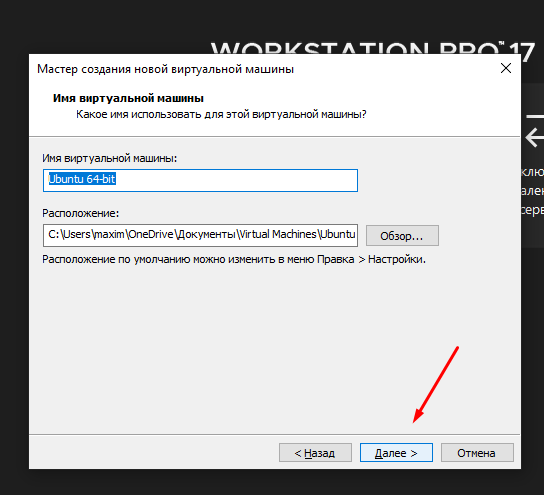 WORKSTATION PRO™ 17
Мастер создания новой виртуальной машины
Имя виртуальной машины
Какое имя использовать для этой виртуальной машины?
Имя виртуальной машины:
Ubuntu 64-bit
Расположение:
C:\Users\maxim\OneDrive\Документы\Virtual Machines\Ubuntu
Обзор...
Расположение по умолчанию можно изменить в меню Правка > Настройки.
< Назад
Далее >
Отмена
клю
ален
серв